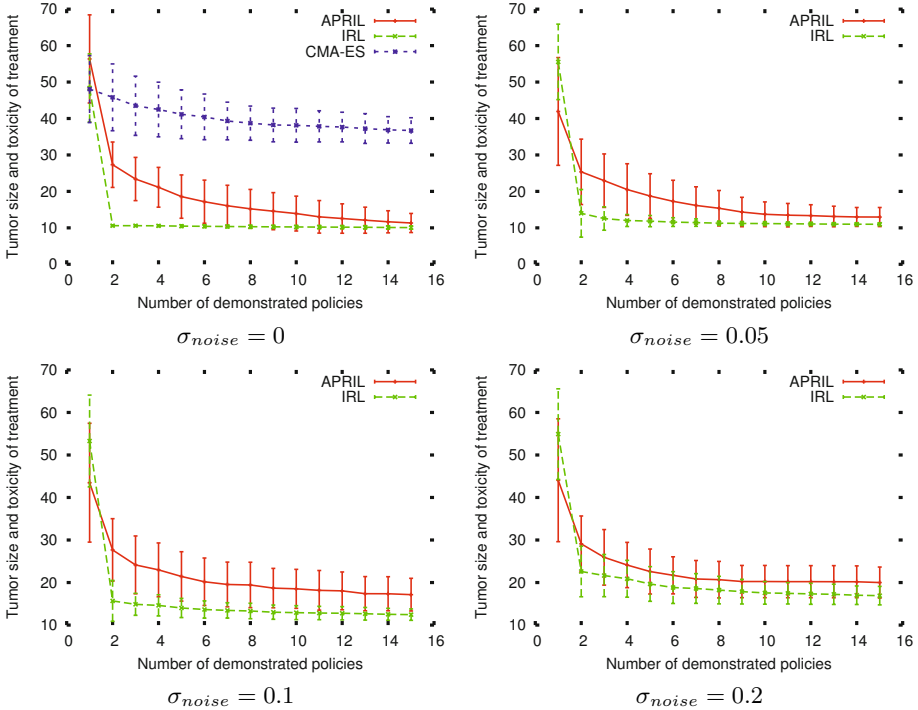 70
60
50
40
30
20
10
0
0 2 4 6 8 10 12 14 16
Tumor size and toxicity of treatment
Number of demonstrated policies
APRIL
IRL
CMA-ES
σnoise = 0
70
60
50
40
30
20
10
0
0 2 4 6 8 10 12 14 16
Tumor size and toxicity of treatment
Number of demonstrated policies
APRIL
IRL
σnoise = 0.05
70
60
50
40
30
20
10
0 2 4 6 8 10 12 14 16
Tumor size and toxicity of treatment
Number of demonstrated policies
APRIL
IRL
σnoise = 0.1
70
60
50
40
30
20
10
0 2 4 6 8 10 12 14 16
Tumor size and toxicity of treatment
Number of demonstrated policies
APRIL
IRL
σnoise = 0.2